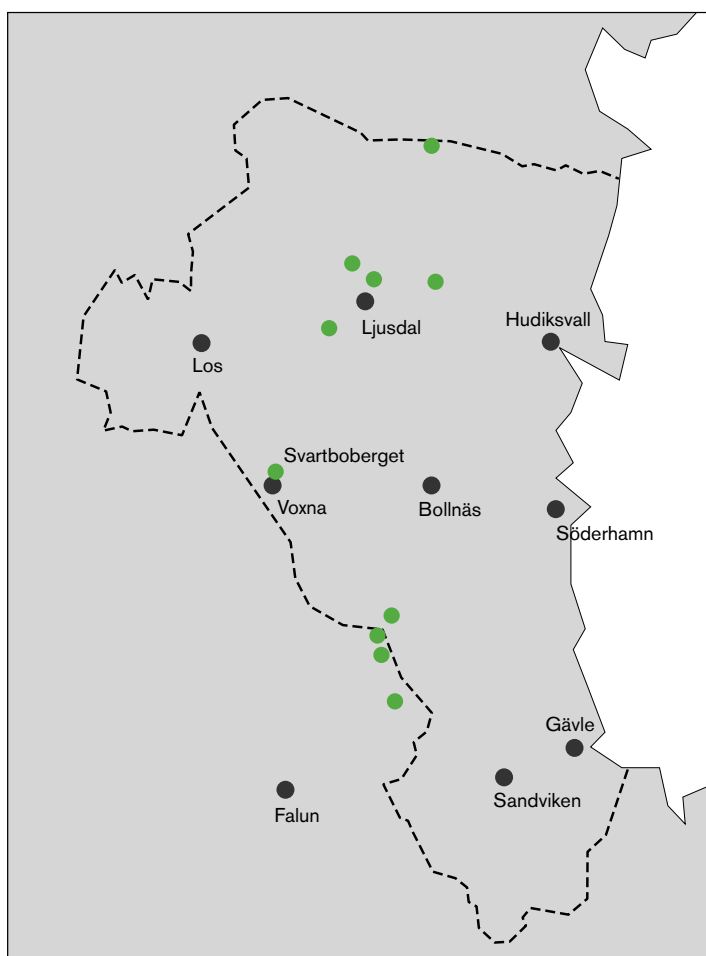 Hudiksvall
Ljusdal
Los
Svartboberget
Voxna
Bollnäs
Söderhamn
Gävle
Sandviken
Falun